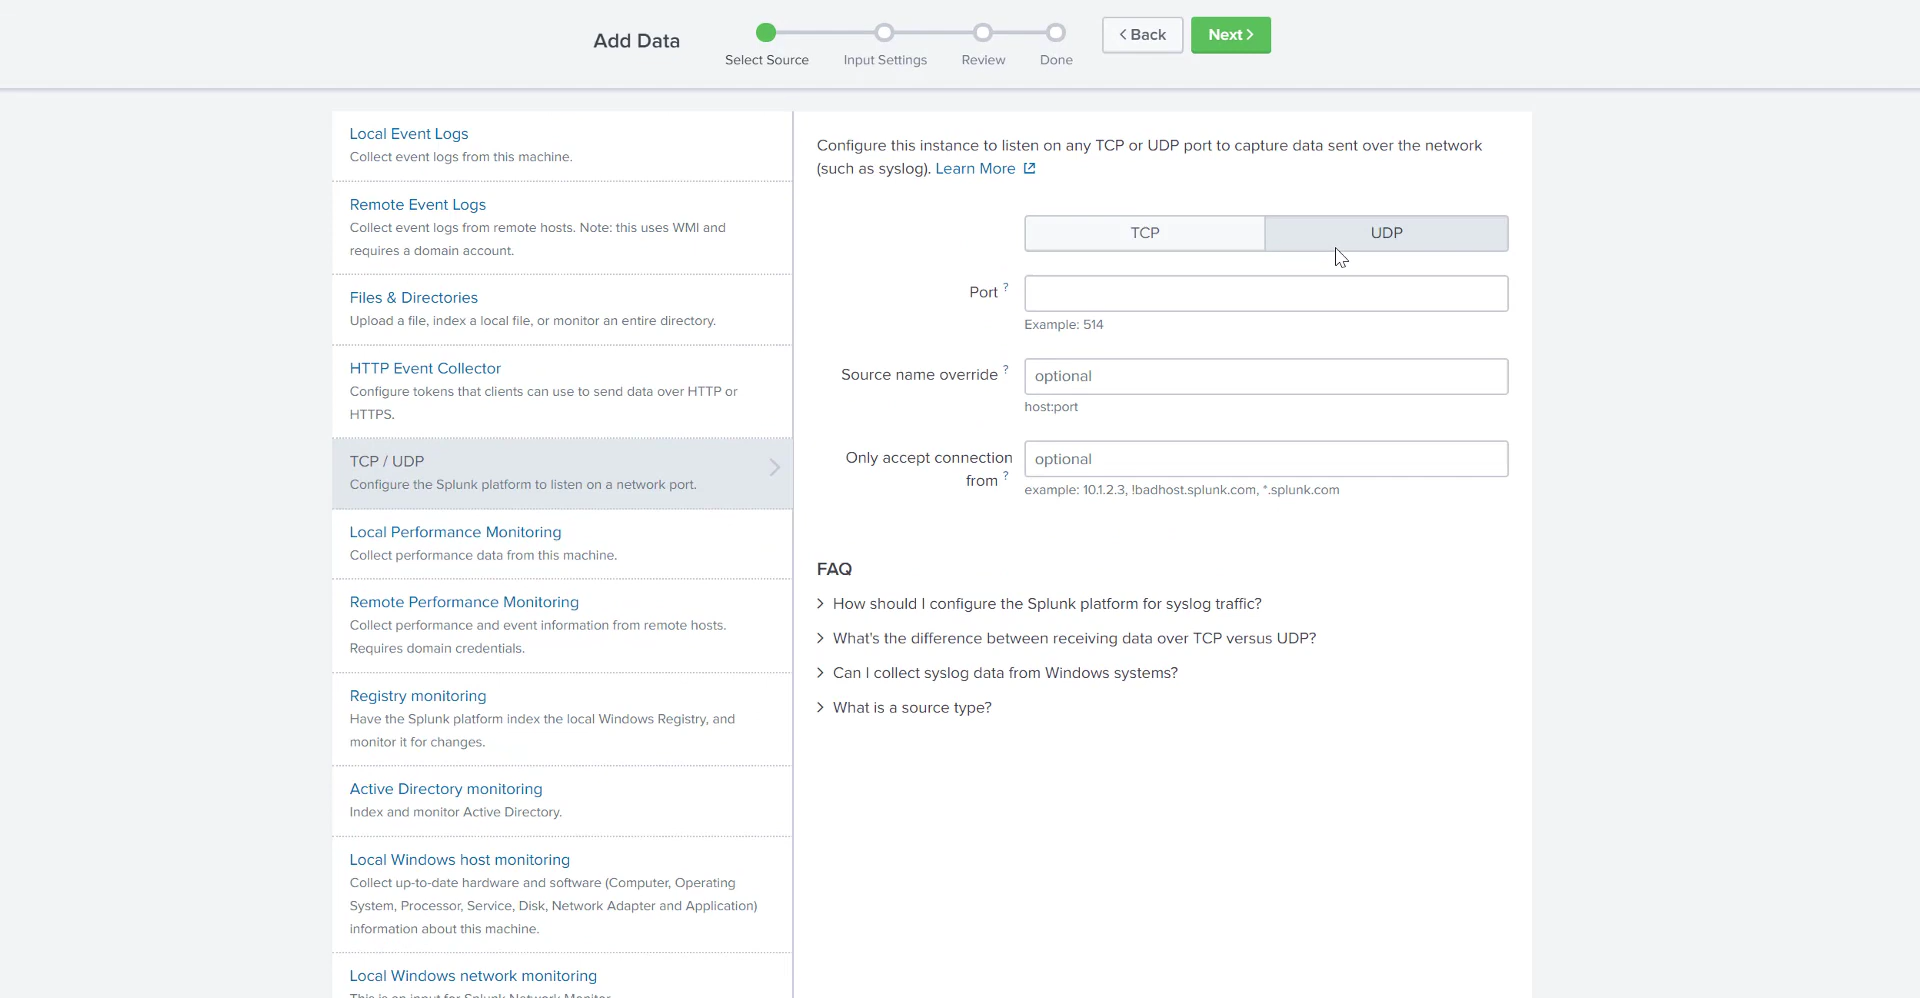 Add Data
Select Source
Input Settings
Review
Done
Back
Next
Local Event Logs
Collect event logs from this machine.
Remote Event Logs
Collect event logs from remote hosts. Note: this uses WMI and
requires a domain account.
Files & Directories
Upload a file, index a local file, or monitor an entire directory.
HTTP Event Collector
Configure tokens that clients can use to send data over HTTP or
HTTPS.
TCP / UDP
Configure the Splunk platform to listen on a network port.
Local Performance Monitoring
Collect performance data from this machine.
Remote Performance Monitoring
Collect performance and event information from remote hosts.
Requires domain credentials.
Registry monitoring
Have the Splunk platform index the local Windows Registry, and
monitor it for changes.
Active Directory monitoring
Index and monitor Active Directory.
Local Windows host monitoring
Collect up-to-date hardware and software (Computer, Operating
System, Processor, Service, Disk, Network Adapter and Application)
information about this machine.
Local Windows network monitoring
This is an input for Splunk Network Monitor.
Configure this instance to listen on any TCP or UDP port to capture data sent over the network
(such as syslog). Learn More
TCP
UDP
Port ?
Example: 514
Source name override ?
optional
host:port
Only accept connection
from ?
optional
example: 10.1.2.3, !badhost.splunk.com, *.splunk.com
FAQ
How should I configure the Splunk platform for syslog traffic?
What's the difference between receiving data over TCP versus UDP?
Can I collect syslog data from Windows systems?
What is a source type?